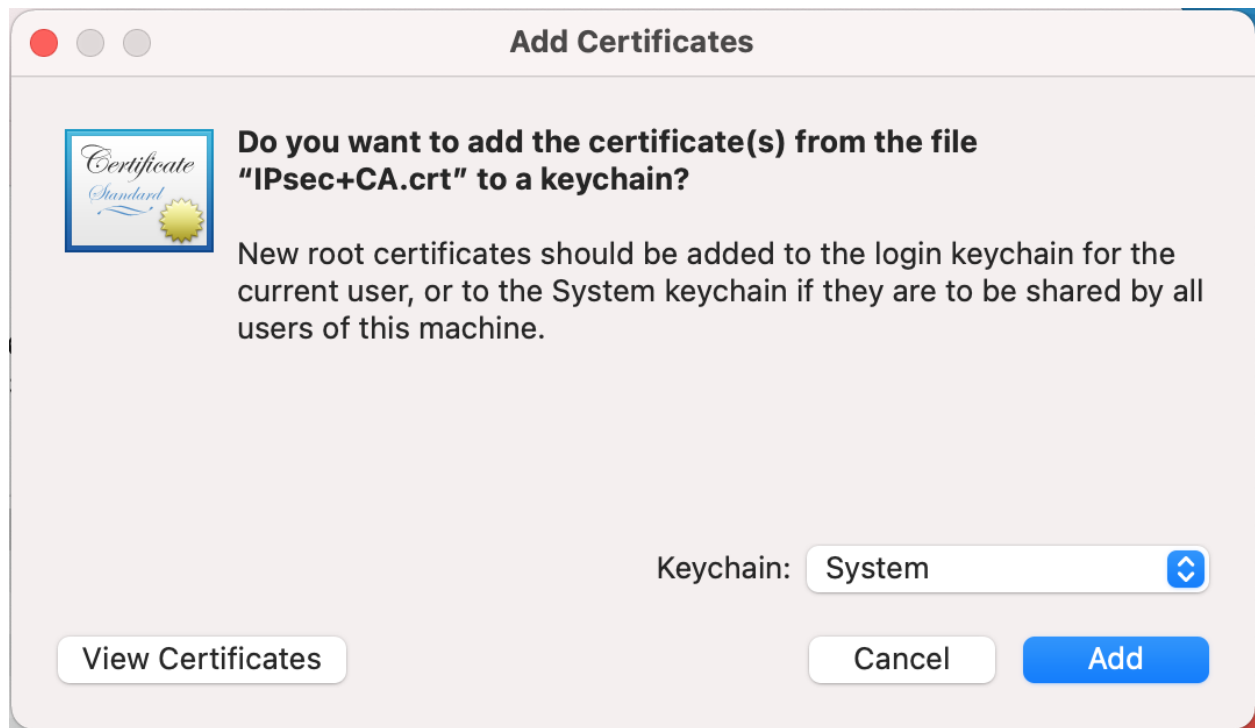 Add Certificates
Certificate
Standard
Do you want to add the certificate(s) from the file
“IPsec+CA.crt” to a keychain?
New root certificates should be added to the login keychain for the
current user, or to the System keychain if they are to be shared by all
users of this machine.
Keychain: System
View Certificates Cancel Add